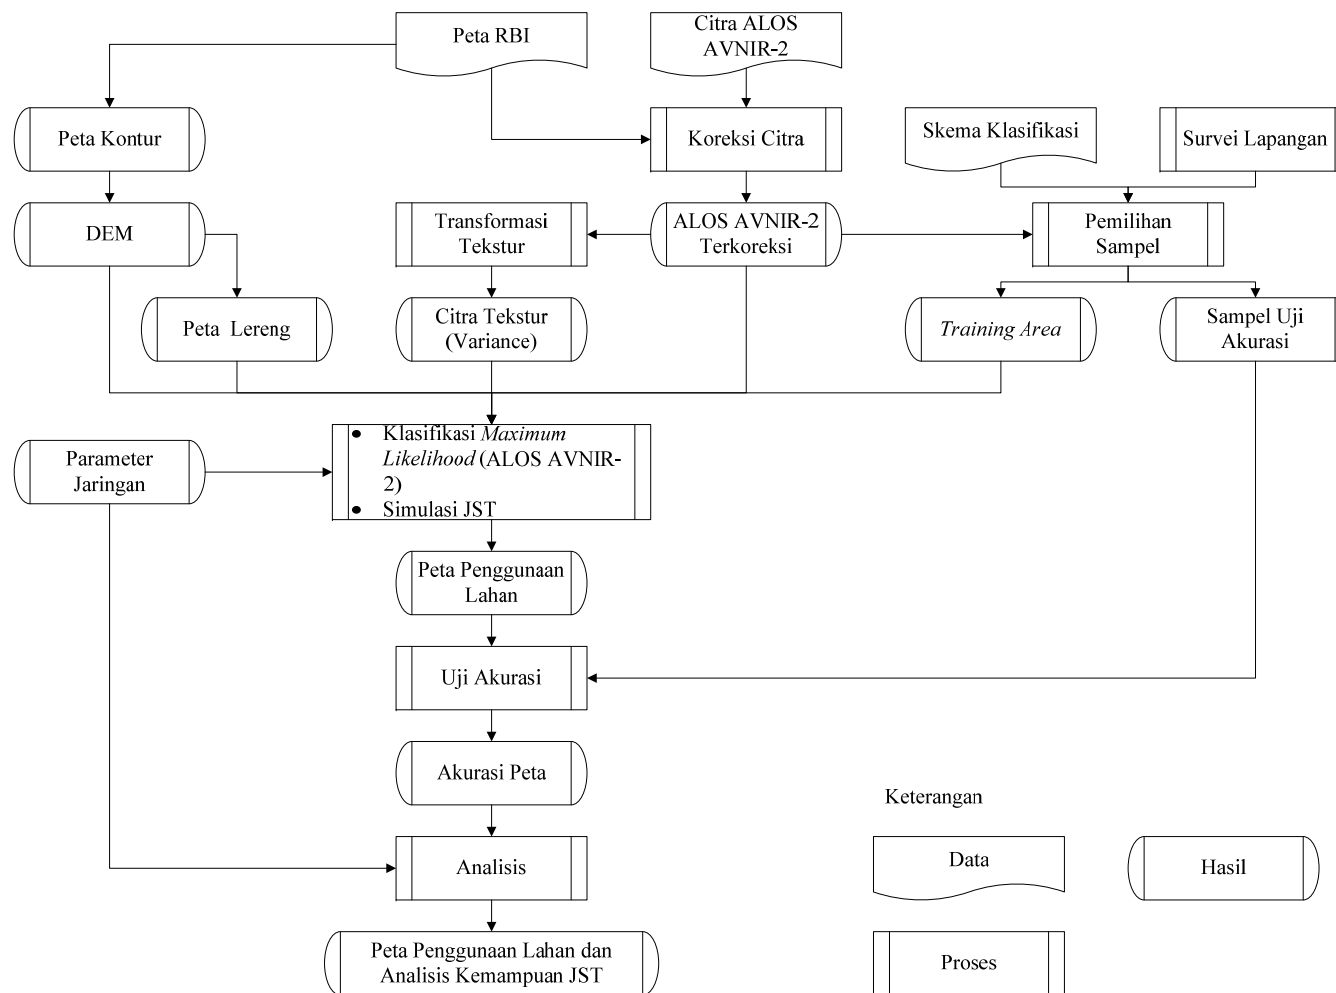 Peta RBI
Citra ALOS
AVNIR-2
Peta Kontur
Koreksi Citra
Skema Klasifikasi
Survei Lapangan
DEM
Transformasi
Tekstur
ALOS AVNIR-2
Terkoreksi
Pemilihan
Sampel
Peta Lereng
Citra Tekstur
(Variance)
Training Area
Sampel Uji
Akurasi
Parameter
Jaringan
● Klasifikasi Maximum
Likelihood (ALOS AVNIR-
2)
● Simulasi JST
Peta Penggunaan
Lahan
Uji Akurasi
Akurasi Peta
Analisis
Peta Penggunaan Lahan dan
Analisis Kemampuan JST
Keterangan
Data
Hasil
Proses